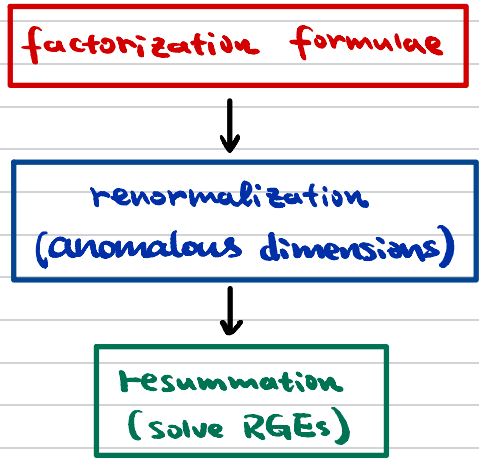 factorization formulae
renormalization
(anomalous dimensions)
resummation
(solve RGEs)